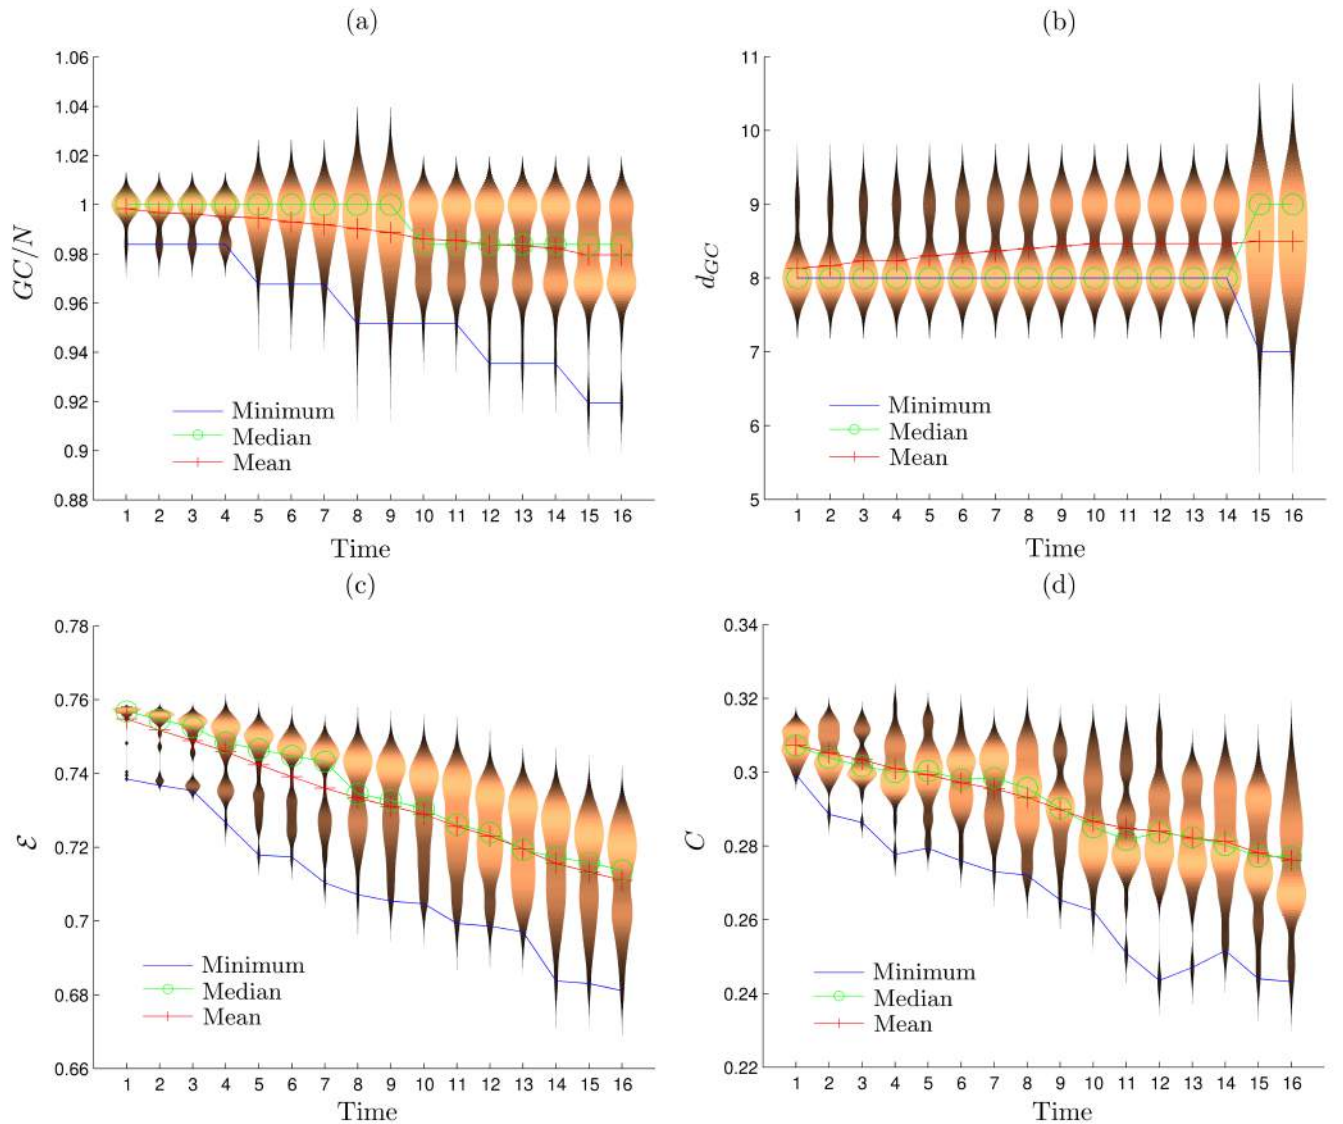 (a)
1.06
1.04
1.02
1
0.98
0.96
0.94
0.92
0.9
0.88
GC/N
Minimum
Median
Mean
1 2 3 4 5 6 7 8 9 10 11 12 13 14 15 16
Time
(b)
11
10
9
8
7
6
5
d_GC
Minimum
Median
Mean
1 2 3 4 5 6 7 8 9 10 11 12 13 14 15 16
Time
(c)
0.78
0.76
0.74
0.72
0.7
0.68
0.66
ℰ
Minimum
Median
Mean
1 2 3 4 5 6 7 8 9 10 11 12 13 14 15 16
Time
(d)
0.34
0.32
0.3
0.28
0.26
0.24
0.22
C
Minimum
Median
Mean
1 2 3 4 5 6 7 8 9 10 11 12 13 14 15 16
Time